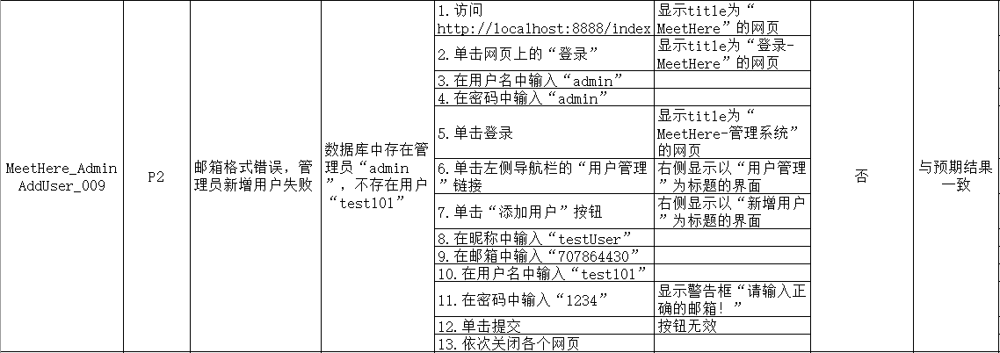 MeetHere_Admin
AddUser_009
P2
邮箱格式错误，管
理员新增用户失败
数据库中存在管
理员“admin
”，不存在用户
“test101”
1.访问
http://localhost:8888/index
显示title为“
MeetHere”的网页
2.单击网页上的“登录”
显示title为“登录-
MeetHere”的网页
3.在用户名中输入“admin”
4.在密码中输入“admin”
5.单击登录
显示title为“
MeetHere-管理系统”
的网页
6.单击左侧导航栏的“用户管理
”链接
右侧显示以“用户管理
”为标题的界面
7.单击“添加用户”按钮
右侧显示以“新增用户
”为标题的界面
8.在昵称中输入“testUser”
9.在邮箱中输入“707864430”
10.在用户名中输入“test101”
11.在密码中输入“1234”
显示警告框“请输入正
确的邮箱！”
12.单击提交
按钮无效
13.依次关闭各个网页
否
与预期结果
一致